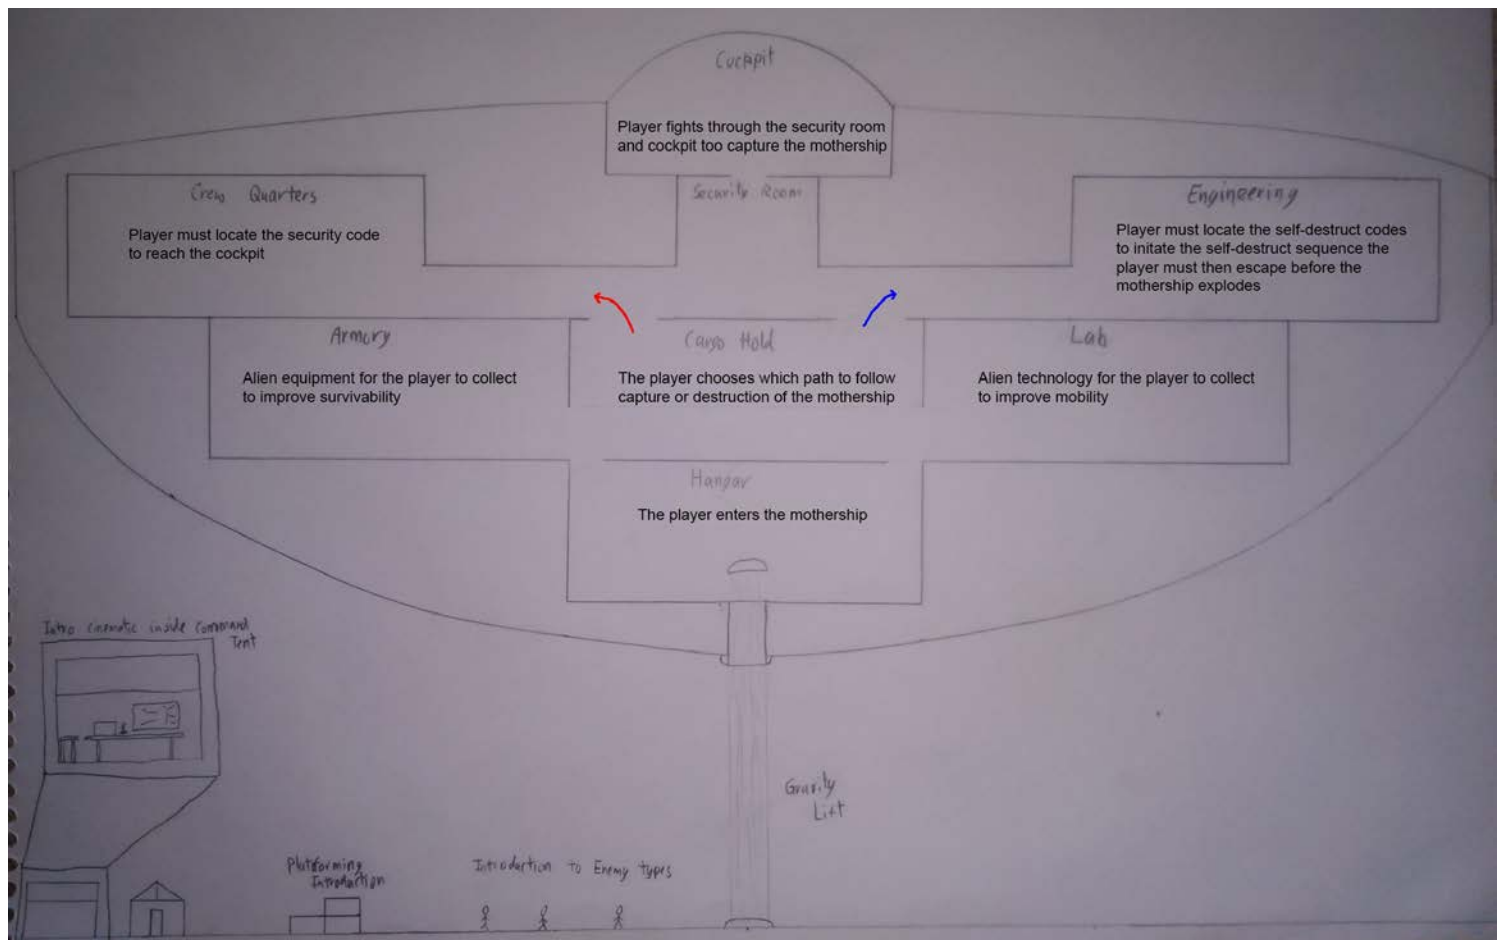 Cockpit
Player fights through the security room
and cockpit too capture the mothership
Crew Quarters
Player must locate the security code
to reach the cockpit
Security Room
Engineering
Player must locate the self-destruct codes
to initate the self-destruct sequence the
player must then escape before the
mothership explodes
Armory
Alien equipment for the player to collect
to improve survivability
Cargo Hold
The player chooses which path to follow
capture or destruction of the mothership
Lab
Alien technology for the player to collect
to improve mobility
Hangar
The player enters the mothership
Intro cinematic inside Command
Tent
Gravity
Lift
Platforming
Introduction
Introduction to Enemy types